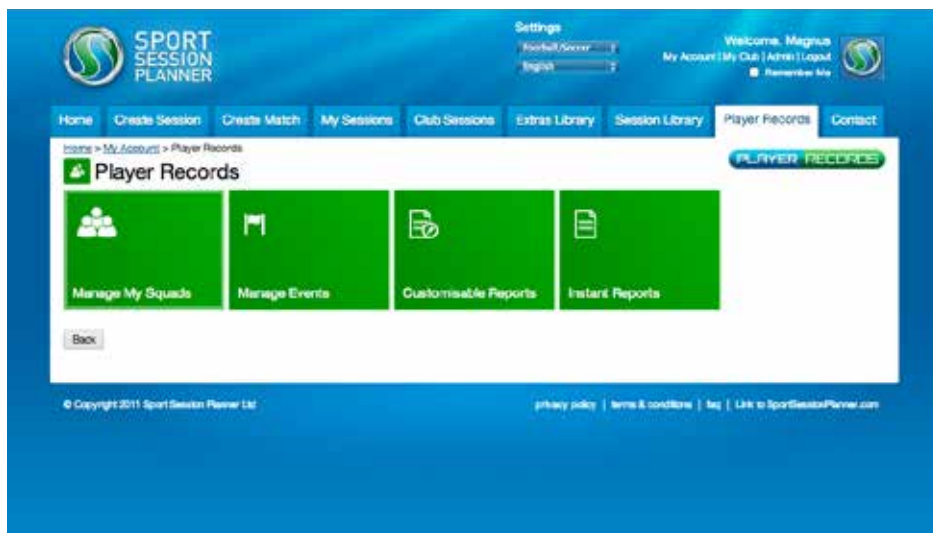 SPORT
SESSION
PLANNER
Settings
Football/Soccer
English
Welcome, Magnus
My Account | My Club | Admin | Logout
Remember Me
Home Create Session Create Match My Sessions Club Sessions Extras Library Session Library Player Records Contact
Home > My Account > Player Records
Player Records
PLAYER RECORDS
Manage My Squads Manage Events Customisable Reports Instant Reports
Back
© Copyright 2011 Sport Session Planner Ltd privacy policy | terms & conditions | faq | Link to SportSessionPlanner.com